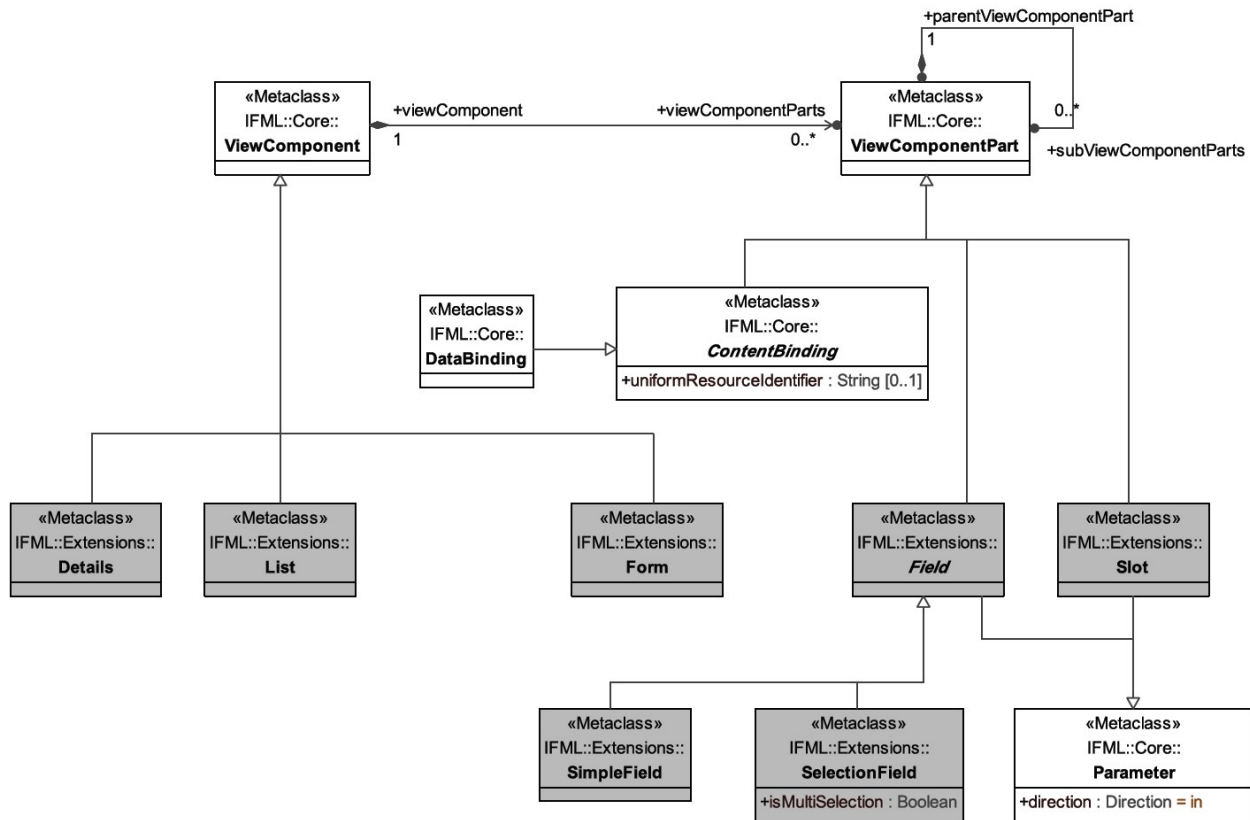 +parentViewComponentPart
1
«Metaclass»
IFML::Core::
ViewComponent
+viewComponent
1
+viewComponentParts
0..*
«Metaclass»
IFML::Core::
ViewComponentPart
0..*
+subViewComponentParts
«Metaclass»
IFML::Core::
DataBinding
«Metaclass»
IFML::Core::
ContentBinding
+uniformResourceIdentifier : String [0..1]
«Metaclass»
IFML::Extensions::
Details
«Metaclass»
IFML::Extensions::
List
«Metaclass»
IFML::Extensions::
Form
«Metaclass»
IFML::Extensions::
Field
«Metaclass»
IFML::Extensions::
Slot
«Metaclass»
IFML::Extensions::
SimpleField
«Metaclass»
IFML::Extensions::
SelectionField
+isMultiSelection : Boolean
«Metaclass»
IFML::Core::
Parameter
+direction : Direction = in